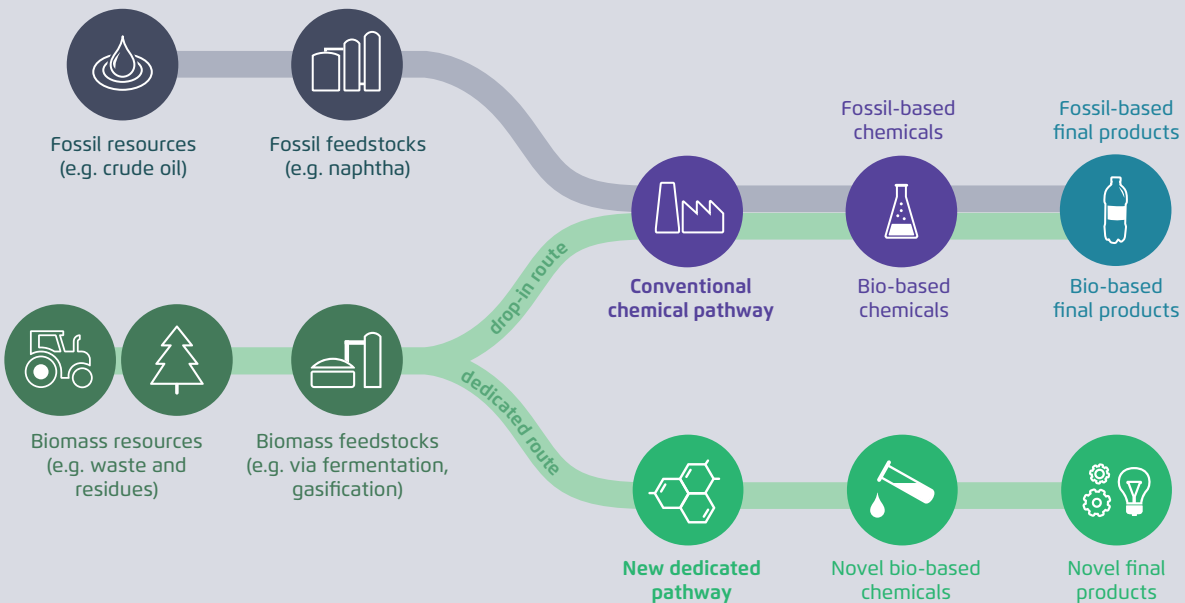 Fossil resources
(e.g. crude oil)
Fossil feedstocks
(e.g. naphtha)
Fossil-based
chemicals
Fossil-based
final products
drop-in route
Conventional
chemical pathway
Bio-based
chemicals
Bio-based
final products
Biomass resources
(e.g. waste and
residues)
Biomass feedstocks
(e.g. via fermentation,
gasification)
dedicated route
New dedicated
pathway
Novel bio-based
chemicals
Novel final
products